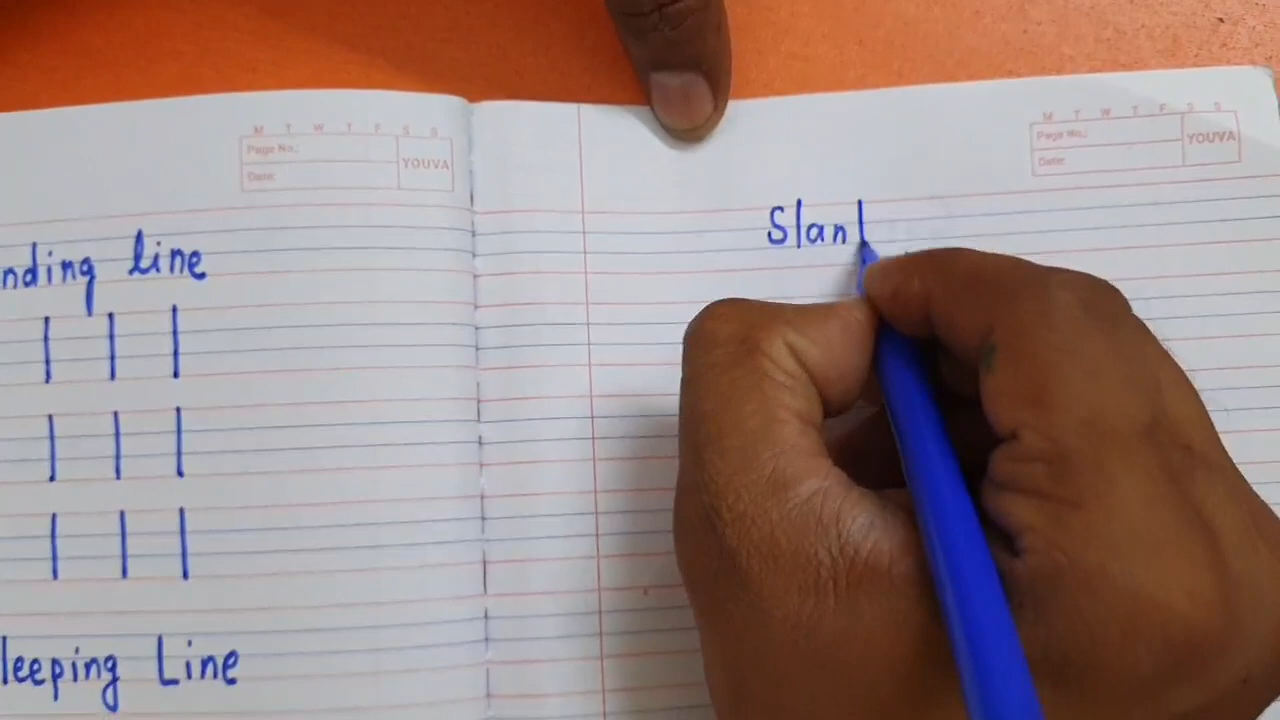 M T W T F S S
Page No.:
YOUVA
Date:
nding line
leeping Line
M T W T F S S
Page No.:
YOUVA
Date:
Slan